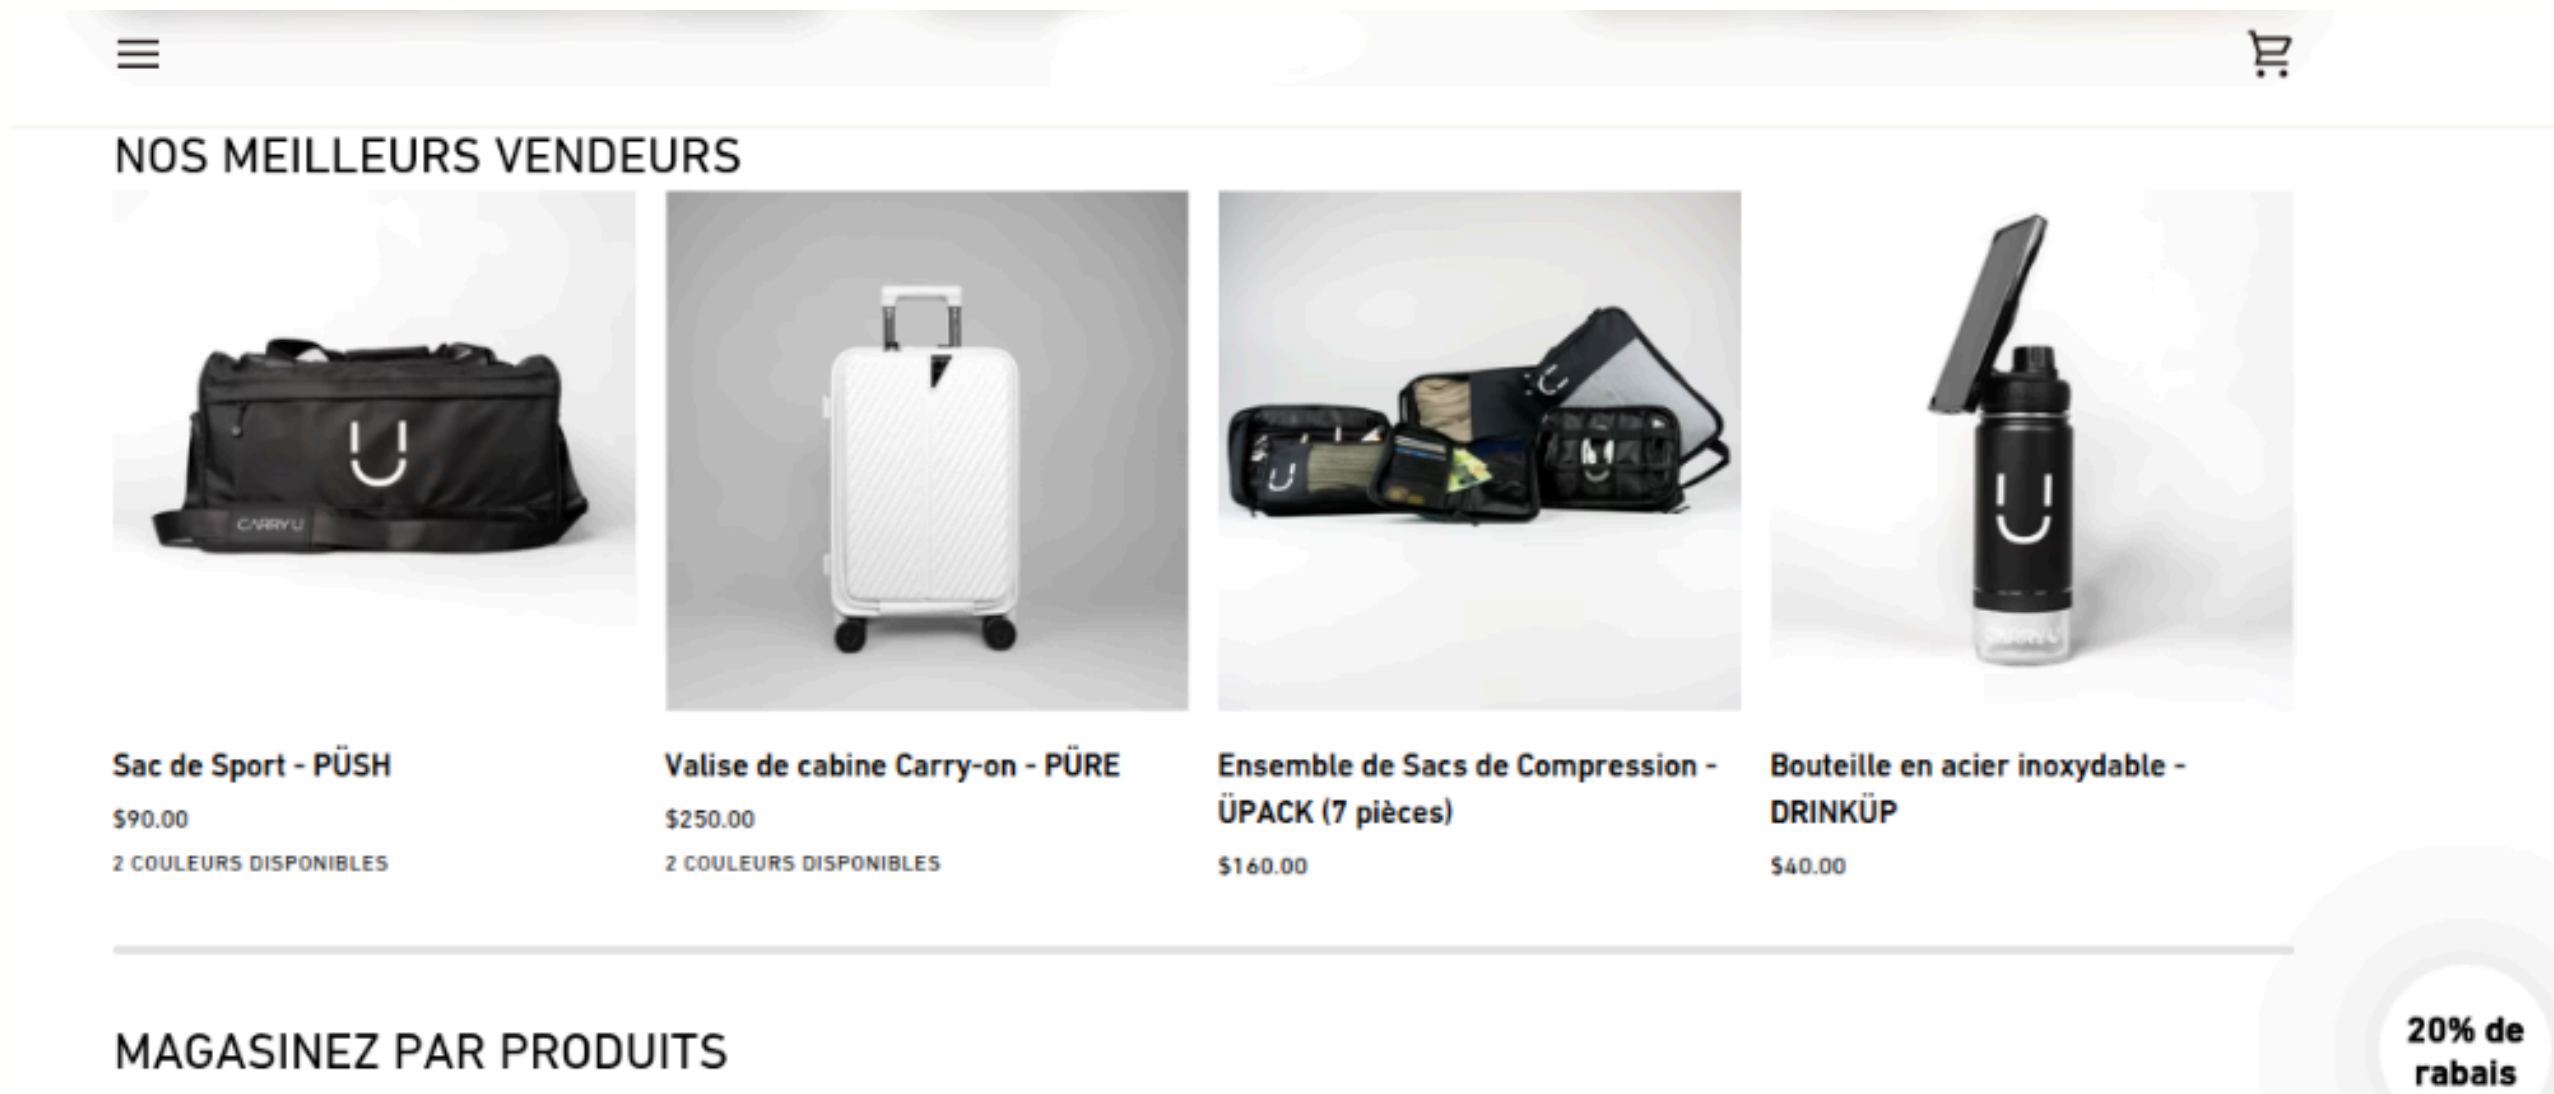 NOS MEILLEURS VENDEURS
CARRY U
CARRY U
Sac de Sport - PÜSH
$90.00
2 COULEURS DISPONIBLES
Valise de cabine Carry-on - PÜRE
$250.00
2 COULEURS DISPONIBLES
Ensemble de Sacs de Compression -
ÜPACK (7 pièces)
$160.00
Bouteille en acier inoxydable -
DRINKÜP
$40.00
MAGASINEZ PAR PRODUITS
20% de
rabais